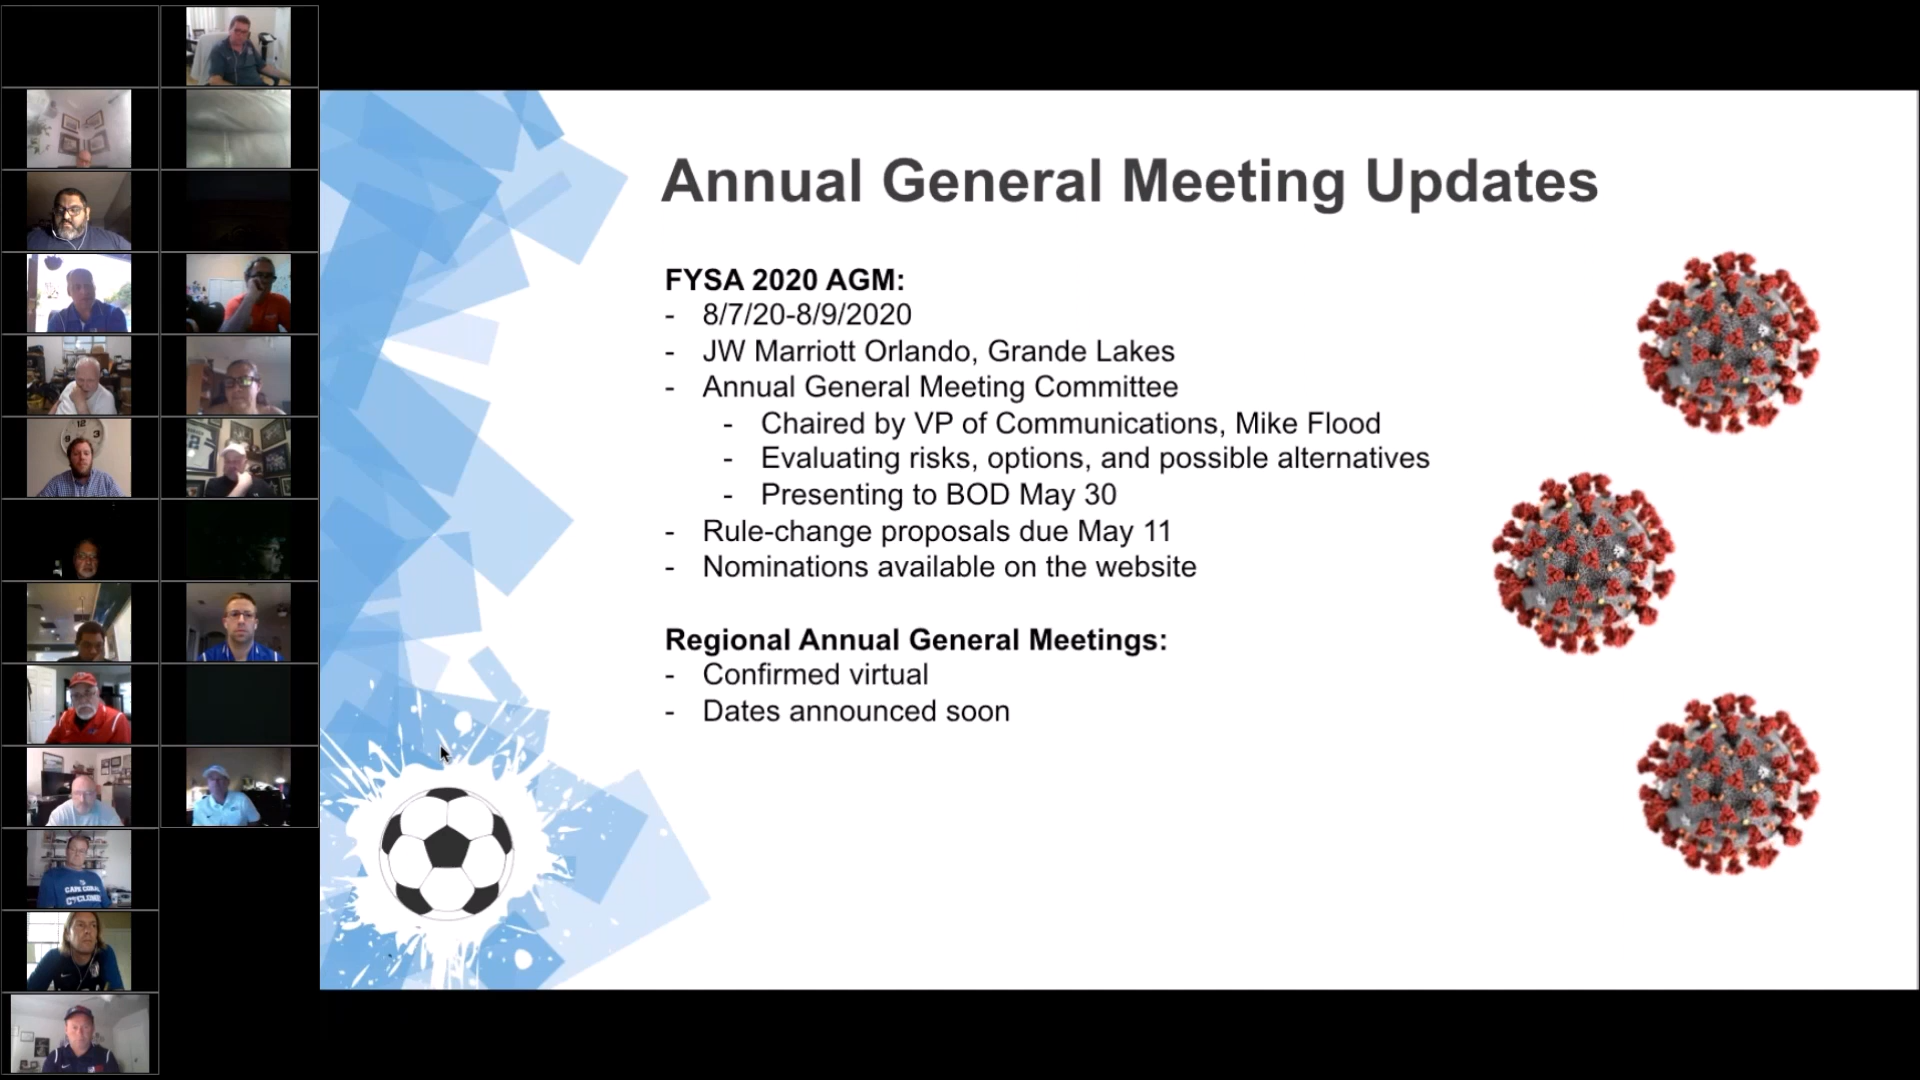 Annual General Meeting Updates
FYSA 2020 AGM:
- 8/7/20-8/9/2020
- JW Marriott Orlando, Grande Lakes
- Annual General Meeting Committee
- Chaired by VP of Communications, Mike Flood
- Evaluating risks, options, and possible alternatives
- Presenting to BOD May 30
- Rule-change proposals due May 11
- Nominations available on the website
Regional Annual General Meetings:
- Confirmed virtual
- Dates announced soon
CAPE CORAL
CYCLONE